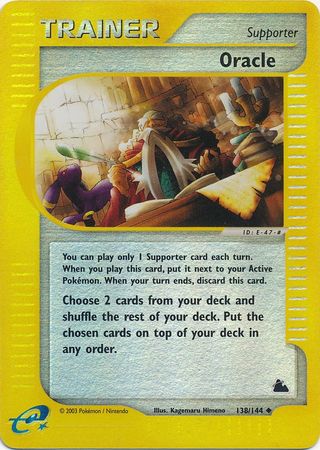 TRAINER
Supporter
Oracle
ID: E-47-#
You can play only 1 Supporter card each turn.
When you play this card, put it next to your Active
Pokémon. When your turn ends, discard this card.
Choose 2 cards from your deck and
shuffle the rest of your deck. Put the
chosen cards on top of your deck in
any order.
e
© 2003 Pokémon / Nintendo
Illus. Kagemaru Himeno
138/144 ◆